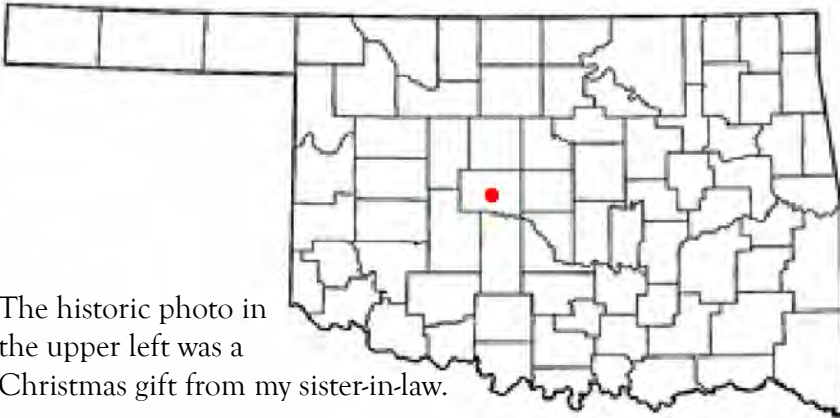 The historic photo in
the upper left was a
Christmas gift from my sister-in-law.